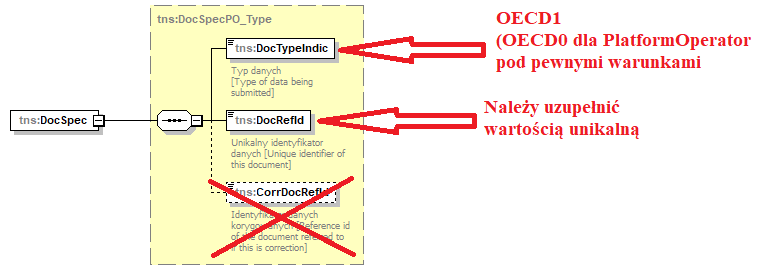 tns:DocSpecPO_Type
tns:DocTypeIndic
Typ danych
[Type of data being
submitted]
OECD1
(OECD0 dla PlatformOperator
pod pewnymi warunkami
tns:DocSpec
tns:DocRefId
Unikalny identyfikator
danych [Unique identifier of
this document]
Należy uzupełnić
wartością unikalną
tns:CorrDocRefId
Identyfikator danych
korygowanych [Reference id
of the document referred to
if this is correction]